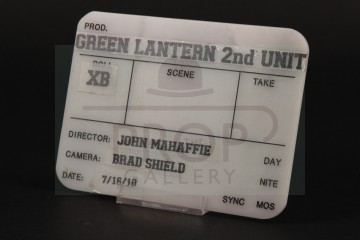 PROD.
GREEN LANTERN 2nd UNIT
ROLL SCENE TAKE
XB
DIRECTOR: JOHN MAHAFFIE
DAY
CAMERA: BRAD SHIELD
NITE
DATE: 7/16/10
SYNC MOS
THE
PROP
GALLERY